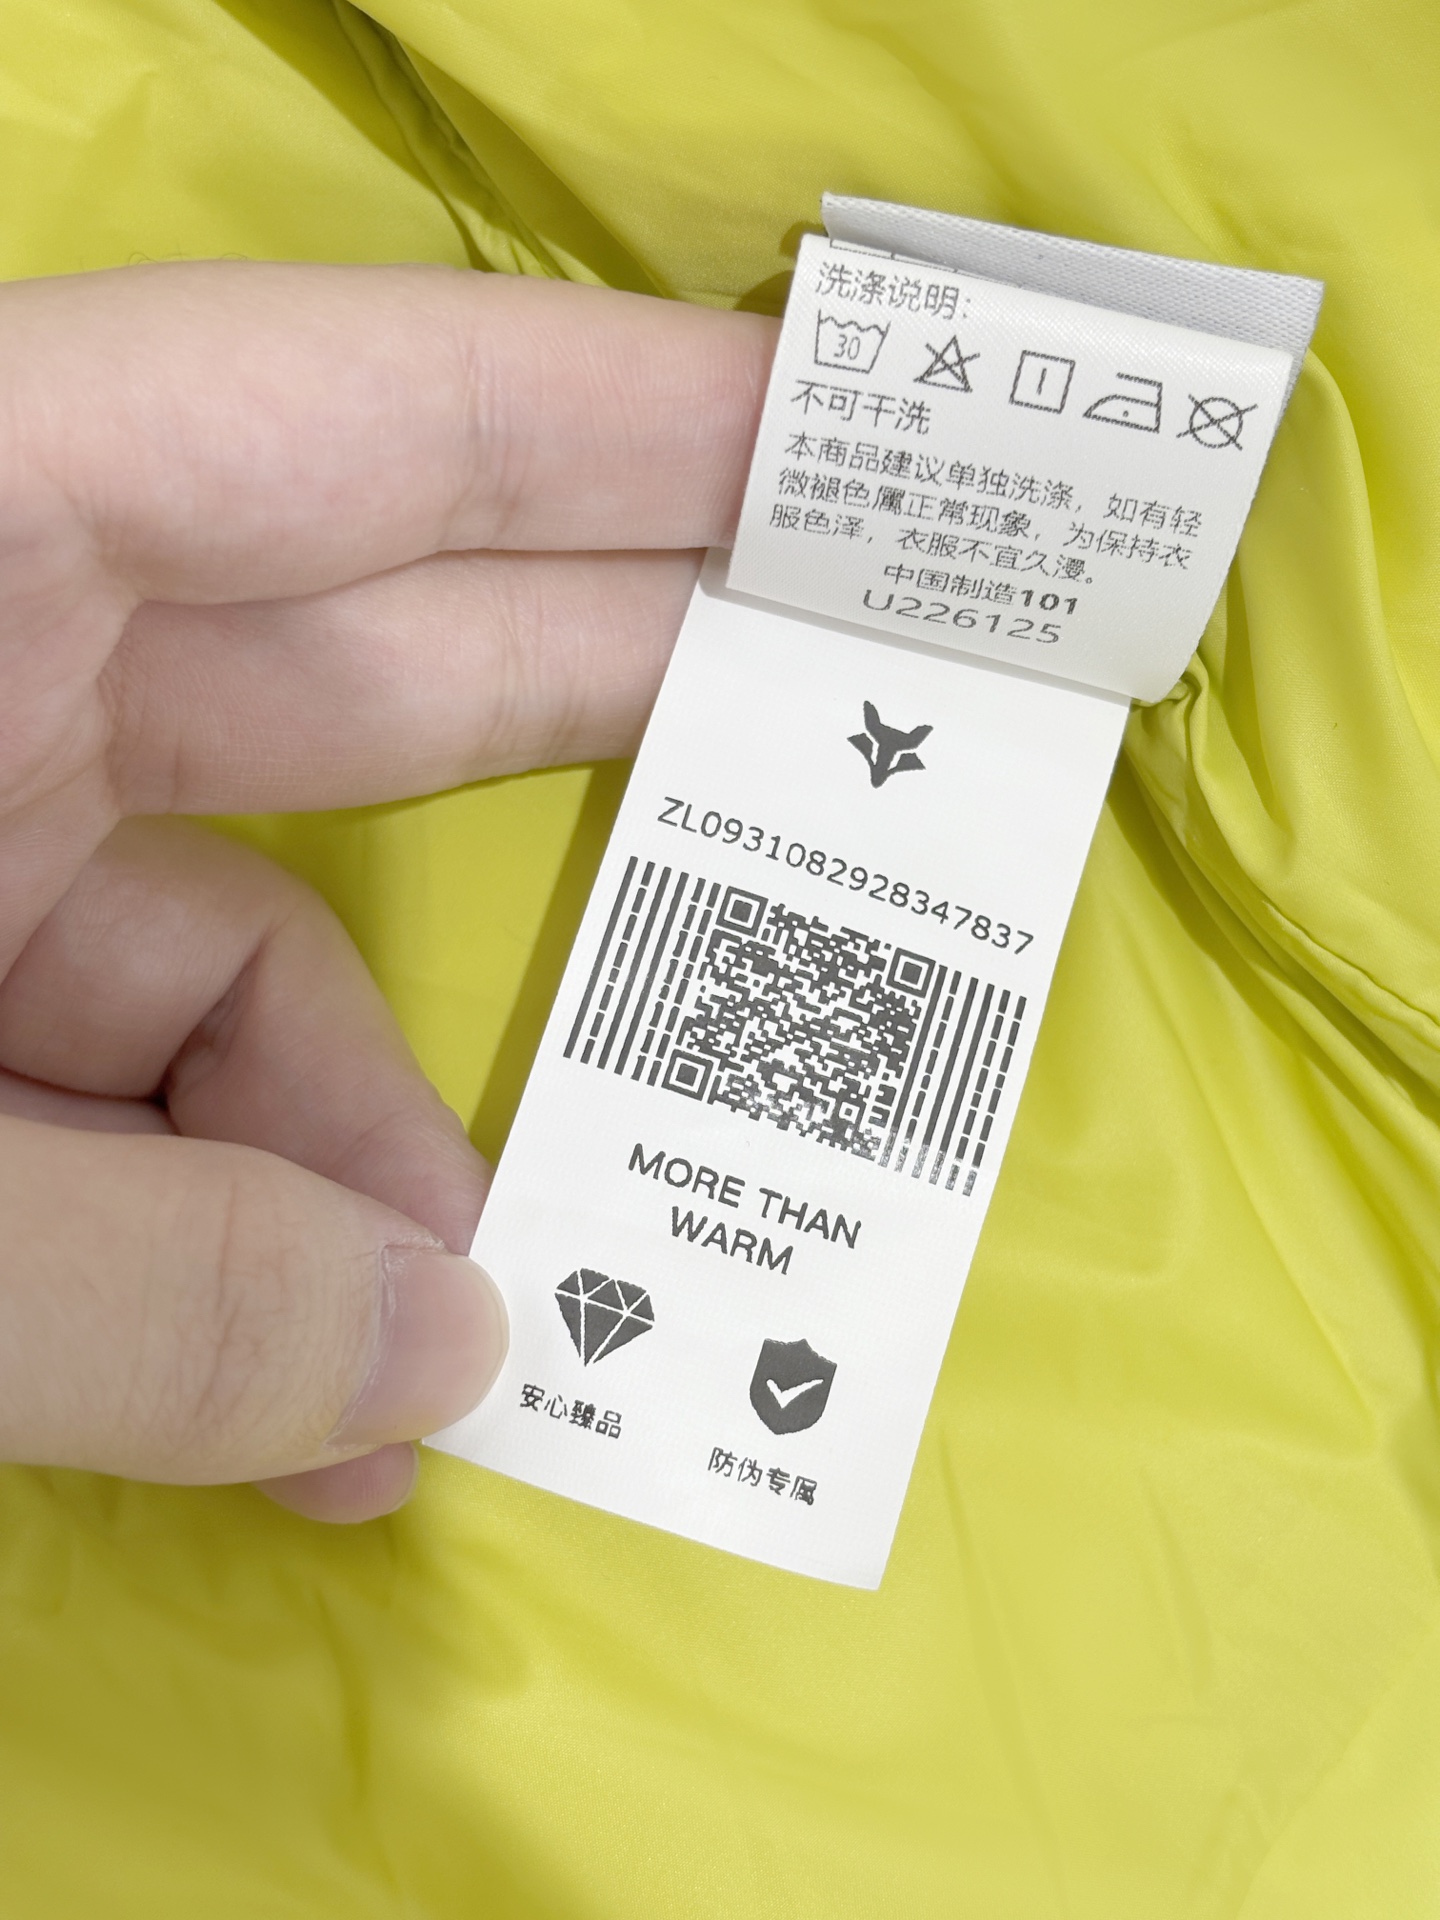 洗涤说明:
30
不可干洗
本商品建议单独洗涤，如有轻
微褪色屬正常现象，为保持衣
服色泽，衣服不宜久浸。
中国制造101
U226125
ZL0931082928347837
MORE THAN
WARM
安心臻品
防伪专属